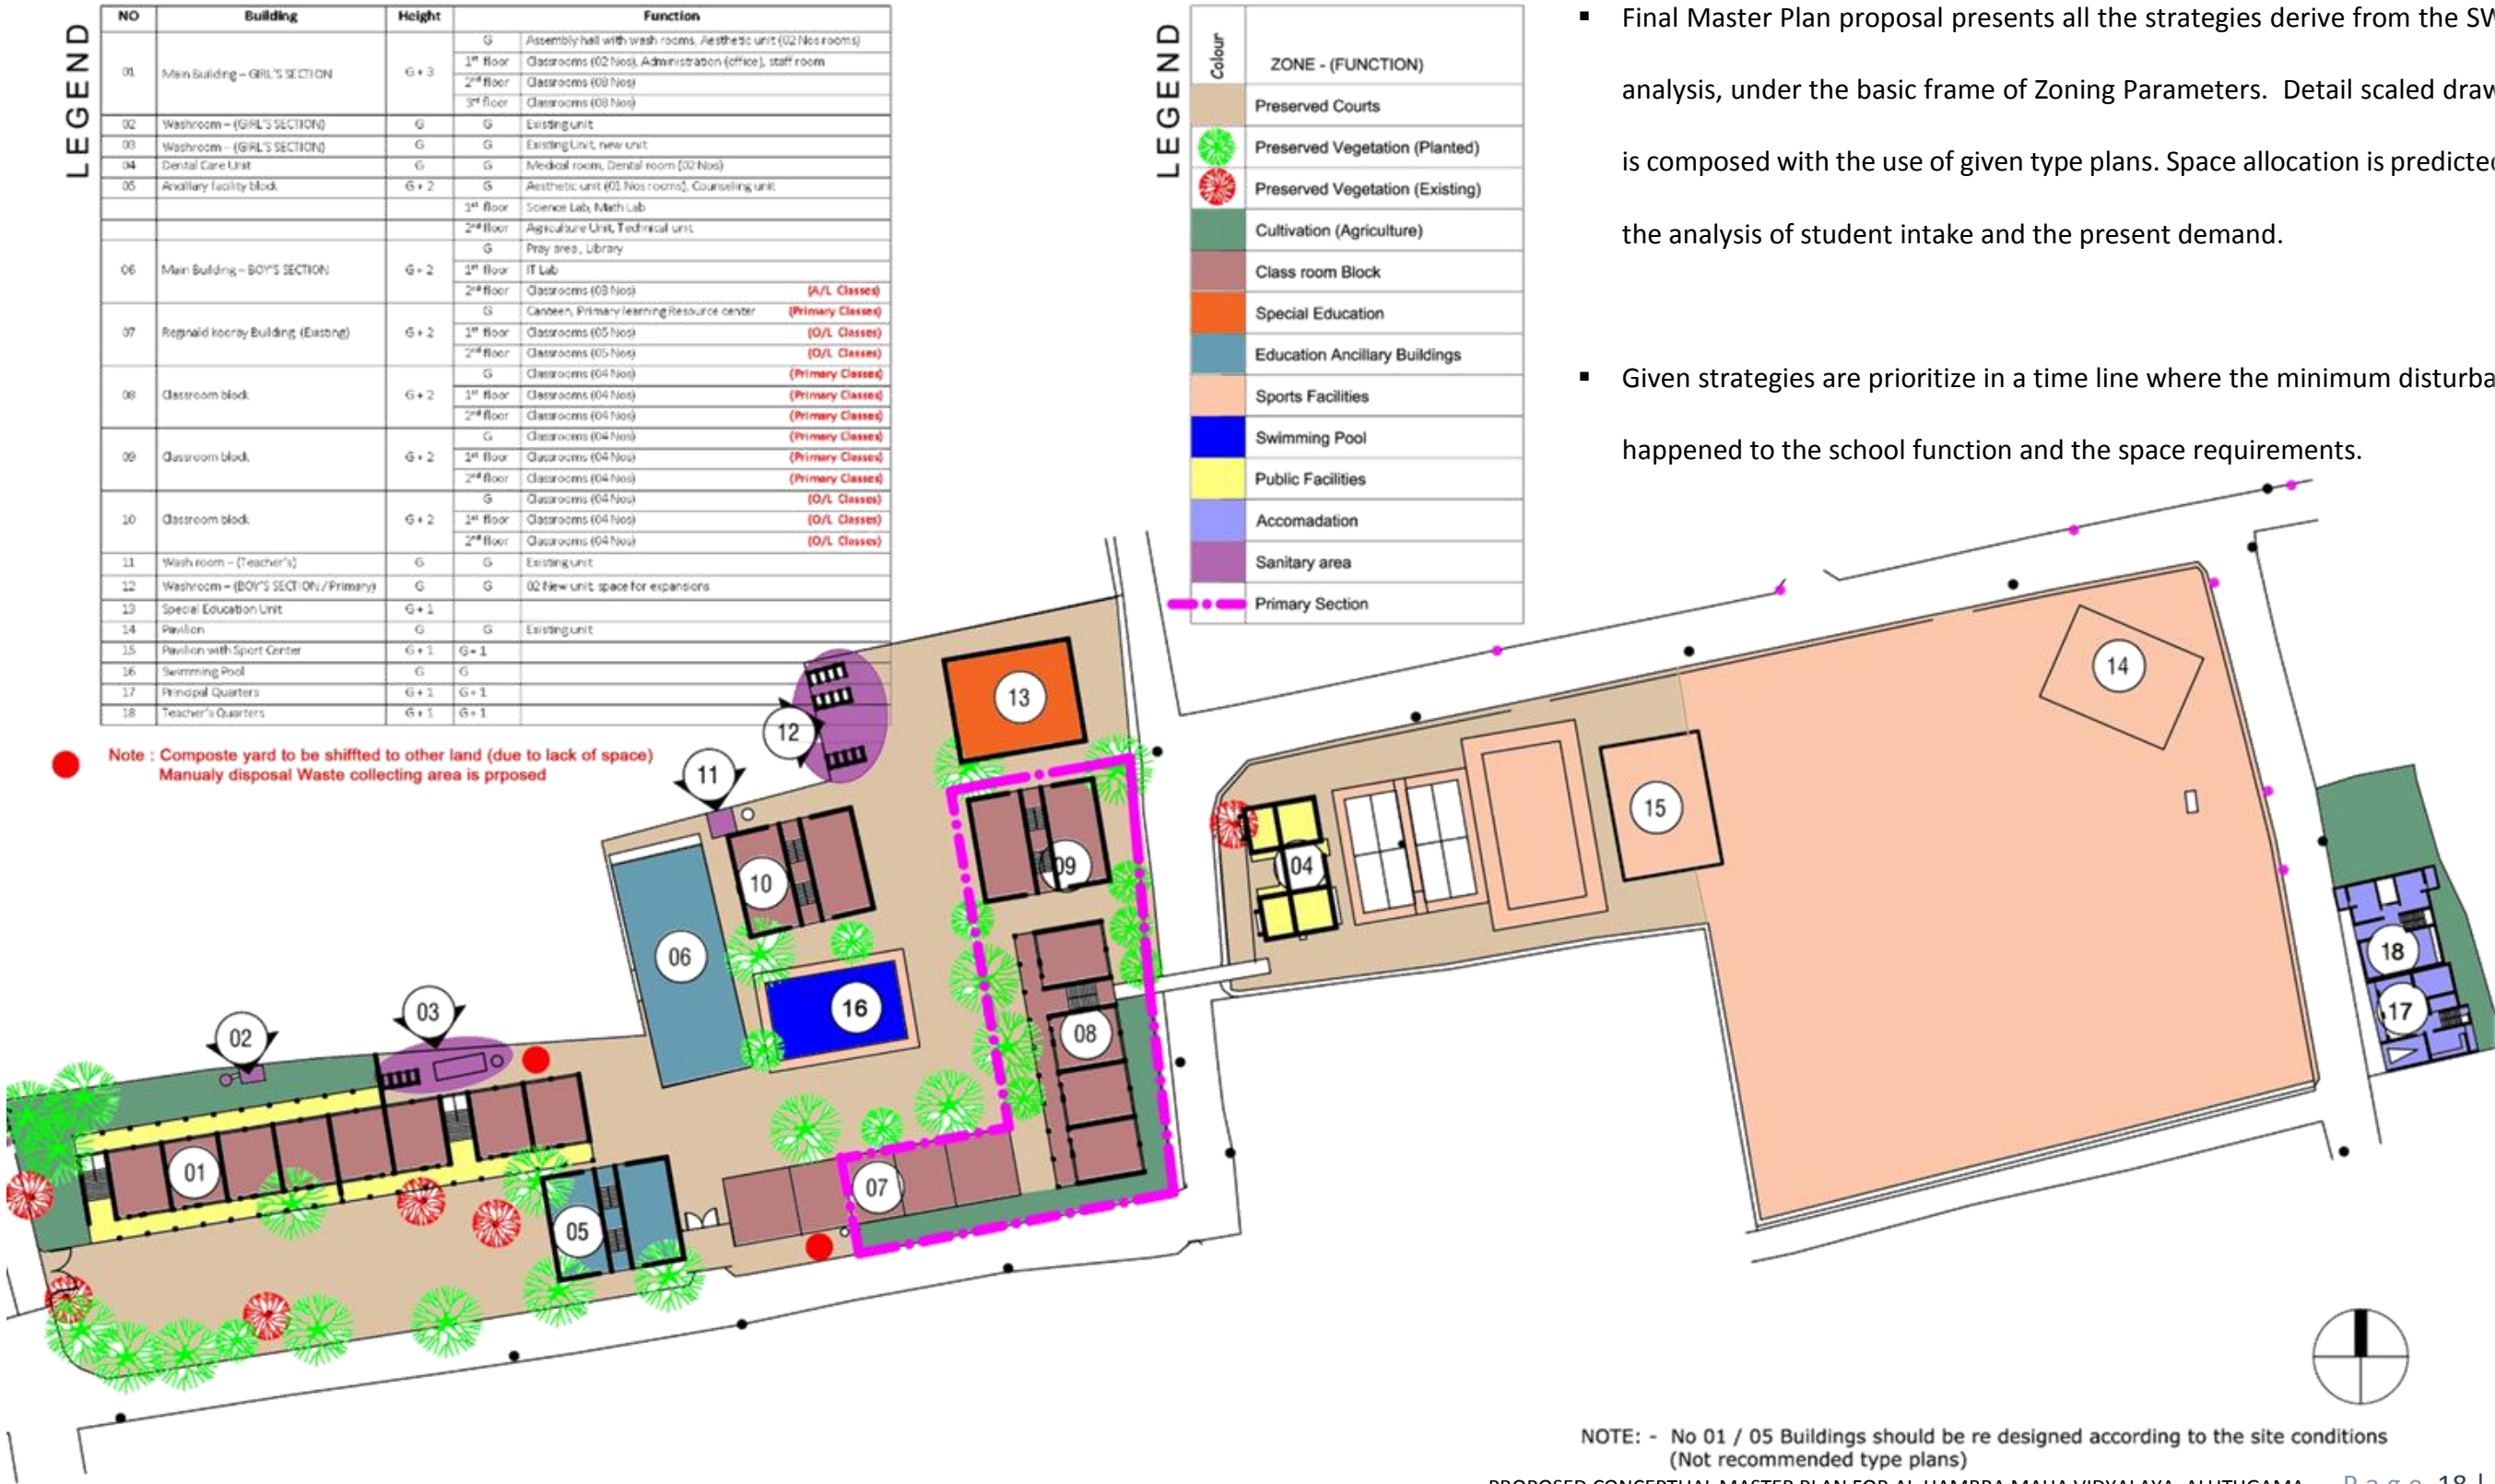 LEGEND
NO Building Height Function
01 Main Building – GIRL'S SECTION G + 3
G Assembly hall with wash rooms, Aesthetic unit (02 Nos rooms)
1st floor Classrooms (02 Nos), Administration (office), staff room
2nd floor Classrooms (08 Nos)
3rd floor Classrooms (08 Nos)
02 Washroom – (GIRL'S SECTION) G G Existing unit
03 Washroom – (GIRL'S SECTION) G G Existing Unit, new unit
04 Dental Care Unit G G Medical room, Dental room (02 Nos)
05 Ancillary facility block G + 2 G Aesthetic unit (01 Nos rooms), Counseling unit
1st floor Science Lab, Math Lab
2nd floor Agriculture Unit, Technical unit
06 Main Building – BOY'S SECTION G + 2
G Pray area, Library
1st floor IT Lab
2nd floor Classrooms (03 Nos) (A/L Classes)
07 Reginald kooray Building (Existing) G + 2
G Canteen, Primary learning Resource center (Primary Classes)
1st floor Classrooms (05 Nos) (O/L Classes)
2nd floor Classrooms (05 Nos) (O/L Classes)
08 Classroom block G + 2
G Classrooms (04 Nos) (Primary Classes)
1st floor Classrooms (04 Nos) (Primary Classes)
2nd floor Classrooms (04 Nos) (Primary Classes)
09 Classroom block G + 2
G Classrooms (04 Nos) (Primary Classes)
1st floor Classrooms (04 Nos) (Primary Classes)
2nd floor Classrooms (04 Nos) (Primary Classes)
10 Classroom block G + 2
G Classrooms (04 Nos) (O/L Classes)
1st floor Classrooms (04 Nos) (O/L Classes)
2nd floor Classrooms (04 Nos) (O/L Classes)
11 Wash room – (Teacher's) G G Existing unit
12 Washroom – (BOY'S SECTION / Primary) G G 02 New unit, space for expansions
13 Special Education Unit G + 1
14 Pavilion G G Existing unit
15 Pavilion with Sport Center G + 1 G + 1
16 Swimming Pool G G
17 Principal Quarters G + 1 G + 1
18 Teacher's Quarters G + 1 G + 1
Note : Composte yard to be shiffted to other land (due to lack of space)
Manualy disposal Waste collecting area is prposed
LEGEND
Colour ZONE - (FUNCTION)
Preserved Courts
Preserved Vegetation (Planted)
Preserved Vegetation (Existing)
Cultivation (Agriculture)
Class room Block
Special Education
Education Ancillary Buildings
Sports Facilities
Swimming Pool
Public Facilities
Accomadation
Sanitary area
Primary Section
▪ Final Master Plan proposal presents all the strategies derive from the SW
analysis, under the basic frame of Zoning Parameters. Detail scaled draw
is composed with the use of given type plans. Space allocation is predicted
the analysis of student intake and the present demand.
▪ Given strategies are prioritize in a time line where the minimum disturba
happened to the school function and the space requirements.
14
13
12
11
15
04
09
10
06
18
16
17
03
08
02
01
07
05
NOTE: - No 01 / 05 Buildings should be re designed according to the site conditions
(Not recommended type plans)
PROPOSED CONCEPTUAL MASTER PLAN FOR AL HAMBRA MAHA VIDYALAYA, ALUTHGAMA Page 18 |